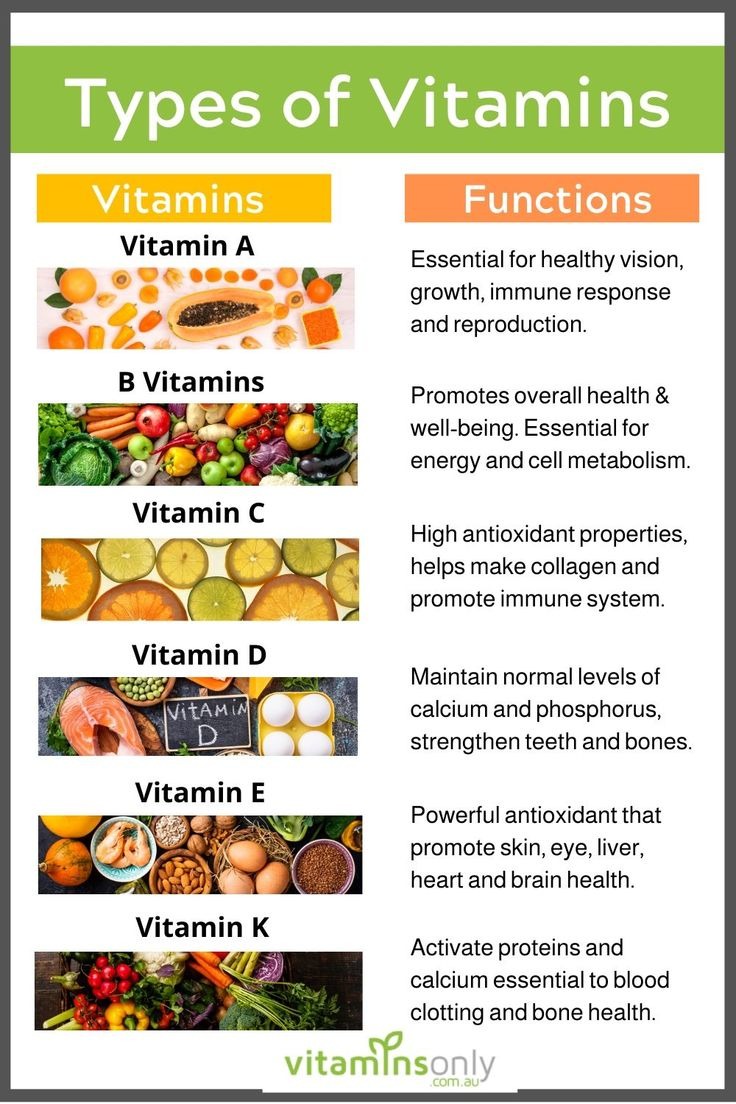 Types of Vitamins
Vitamins
Functions
Vitamin A
Essential for healthy vision,
growth, immune response
and reproduction.
B Vitamins
Promotes overall health &
well-being. Essential for
energy and cell metabolism.
Vitamin C
High antioxidant properties,
helps make collagen and
promote immune system.
Vitamin D
VITAMIN
D
Maintain normal levels of
calcium and phosphorus,
strengthen teeth and bones.
Vitamin E
Powerful antioxidant that
promote skin, eye, liver,
heart and brain health.
Vitamin K
Activate proteins and
calcium essential to blood
clotting and bone health.
vitaminsonly
.com.au